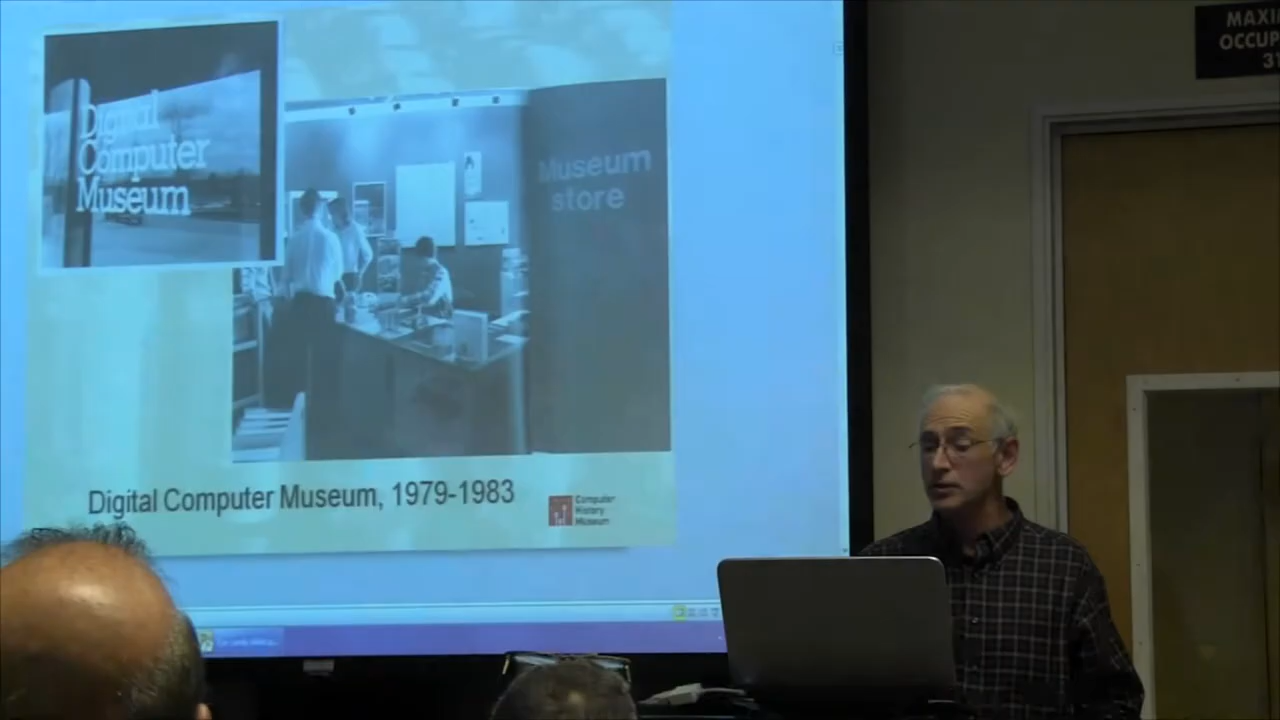 Digital
Computer
Museum
Museum
store
Digital Computer Museum, 1979-1983
Computer
History
Museum
MAXI
OCCUP
31